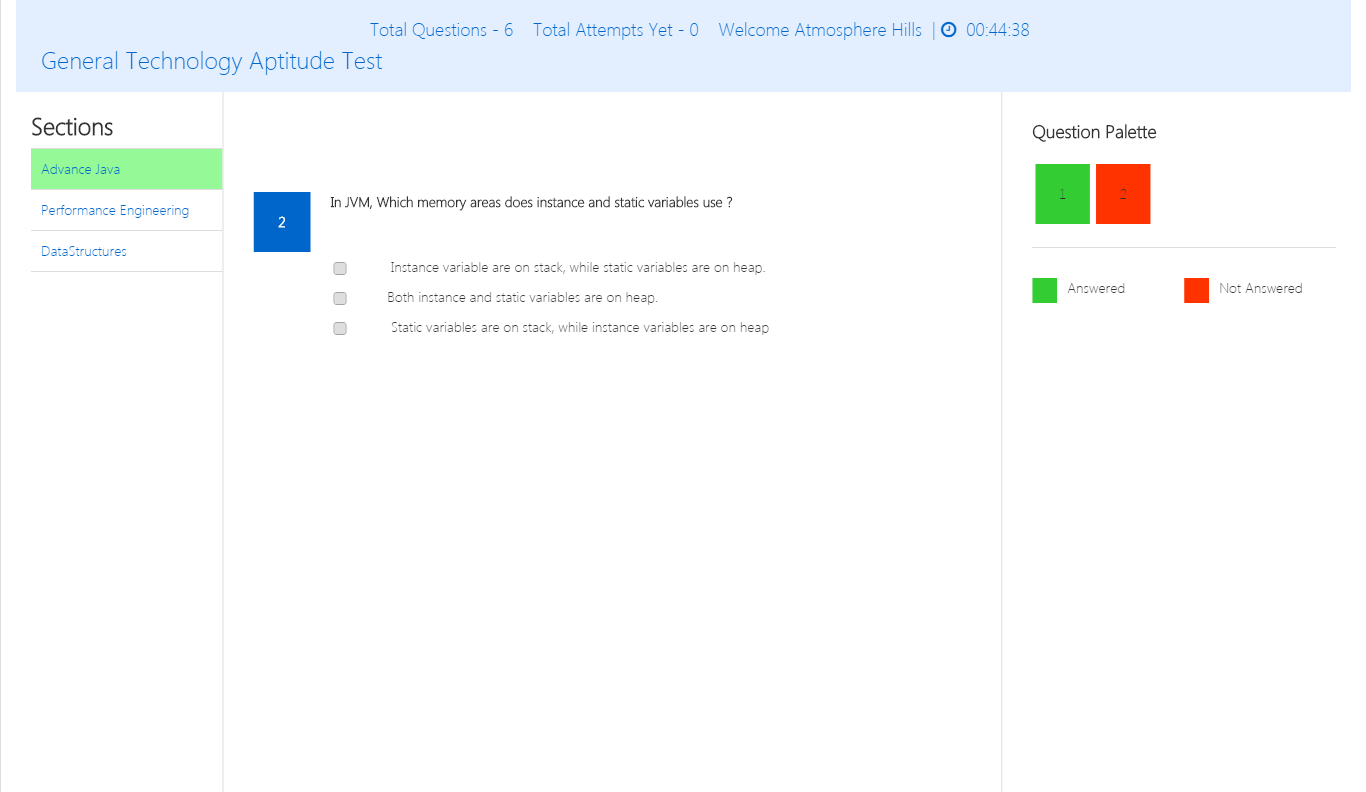 Total Questions - 6 Total Attempts Yet - 0 Welcome Atmosphere Hills | 00:44:38
General Technology Aptitude Test
Sections
Advance Java
Performance Engineering
DataStructures
2
In JVM, Which memory areas does instance and static variables use ?
Instance variable are on stack, while static variables are on heap.
Both instance and static variables are on heap.
Static variables are on stack, while instance variables are on heap
Question Palette
1 2
Answered Not Answered